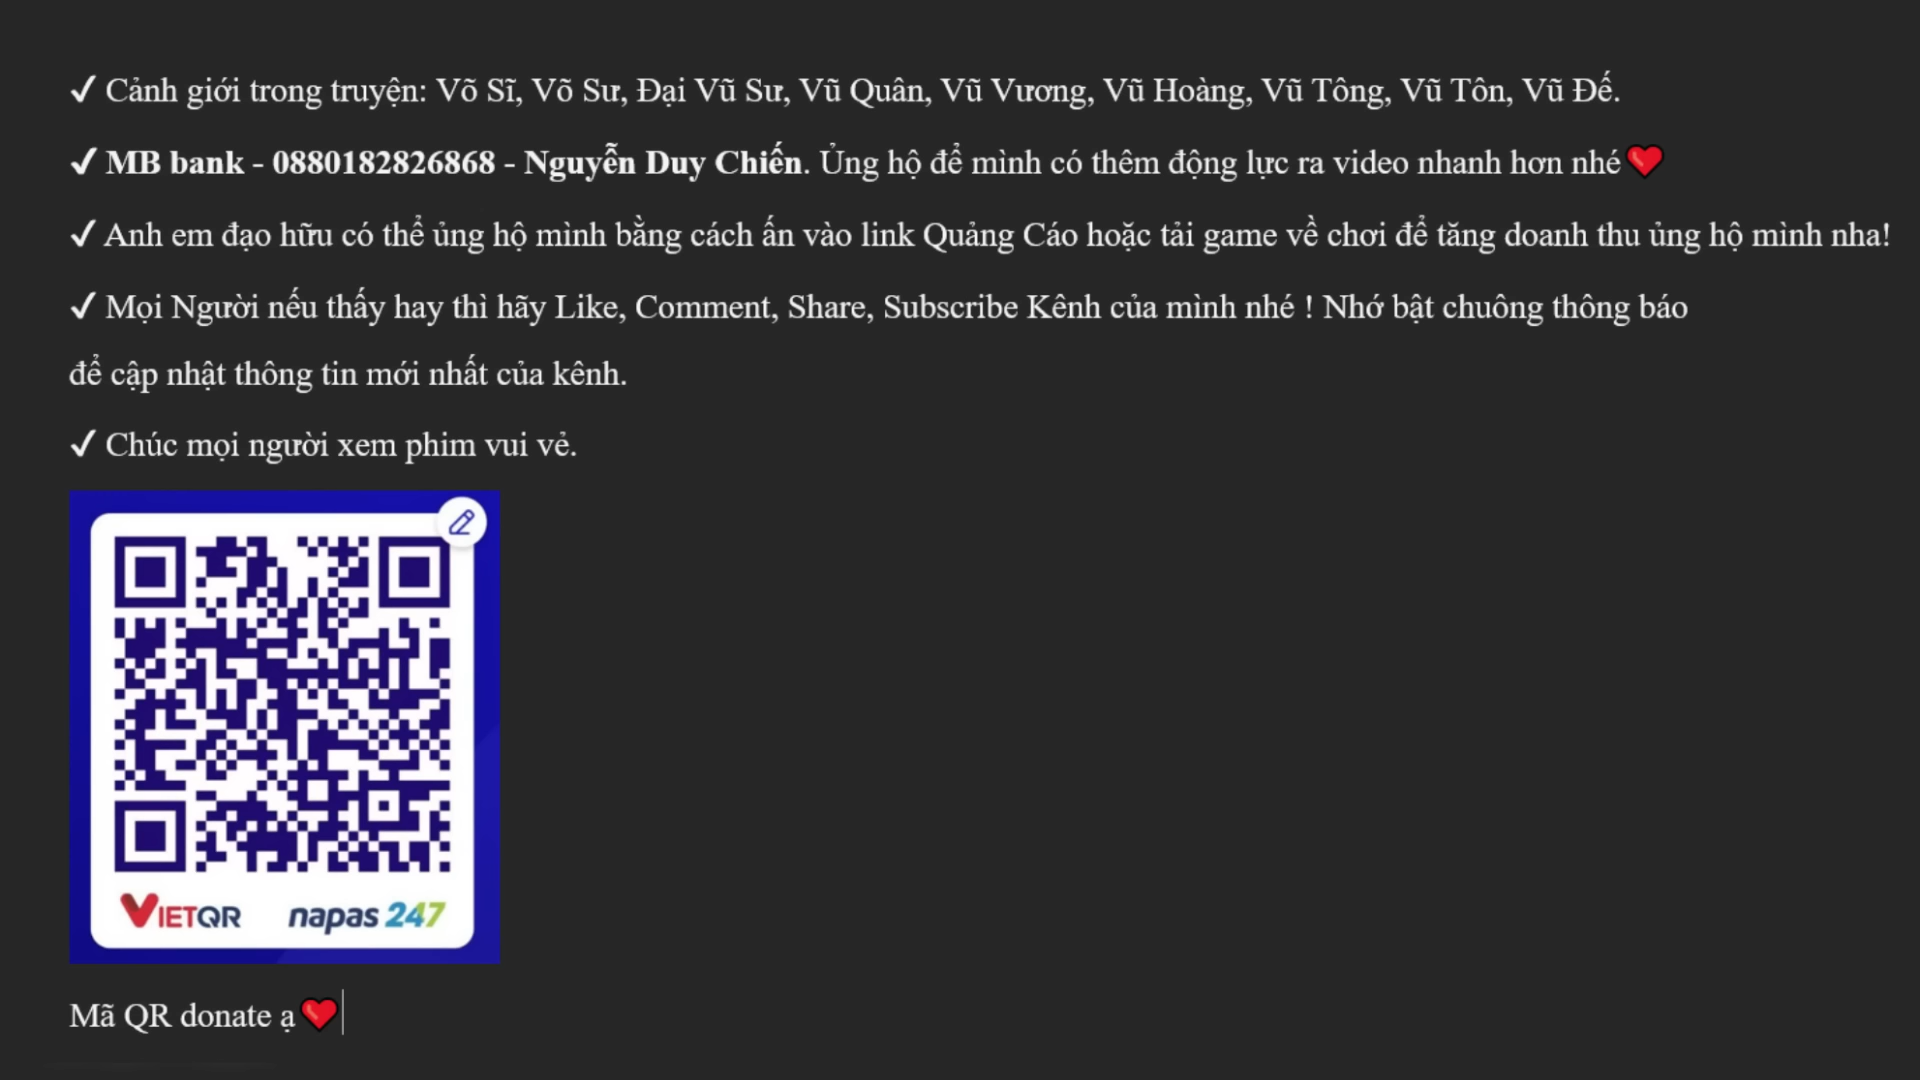 ✓ Cảnh giới trong truyện: Võ Sĩ, Võ Sư, Đại Vũ Sư, Vũ Quân, Vũ Vương, Vũ Hoàng, Vũ Tông, Vũ Tôn, Vũ Đế.
✓ MB bank - 0880182826868 - Nguyễn Duy Chiến. Ủng hộ để mình có thêm động lực ra video nhanh hơn nhé❤️
✓ Anh em đạo hữu có thể ủng hộ mình bằng cách ấn vào link Quảng Cáo hoặc tải game về chơi để tăng doanh thu ủng hộ mình nha!
✓ Mọi Người nếu thấy hay thì hãy Like, Comment, Share, Subscribe Kênh của mình nhé ! Nhớ bật chuông thông báo
để cập nhật thông tin mới nhất của kênh.
✓ Chúc mọi người xem phim vui vẻ.
VIETQR napas 247
Mã QR donate ạ❤️